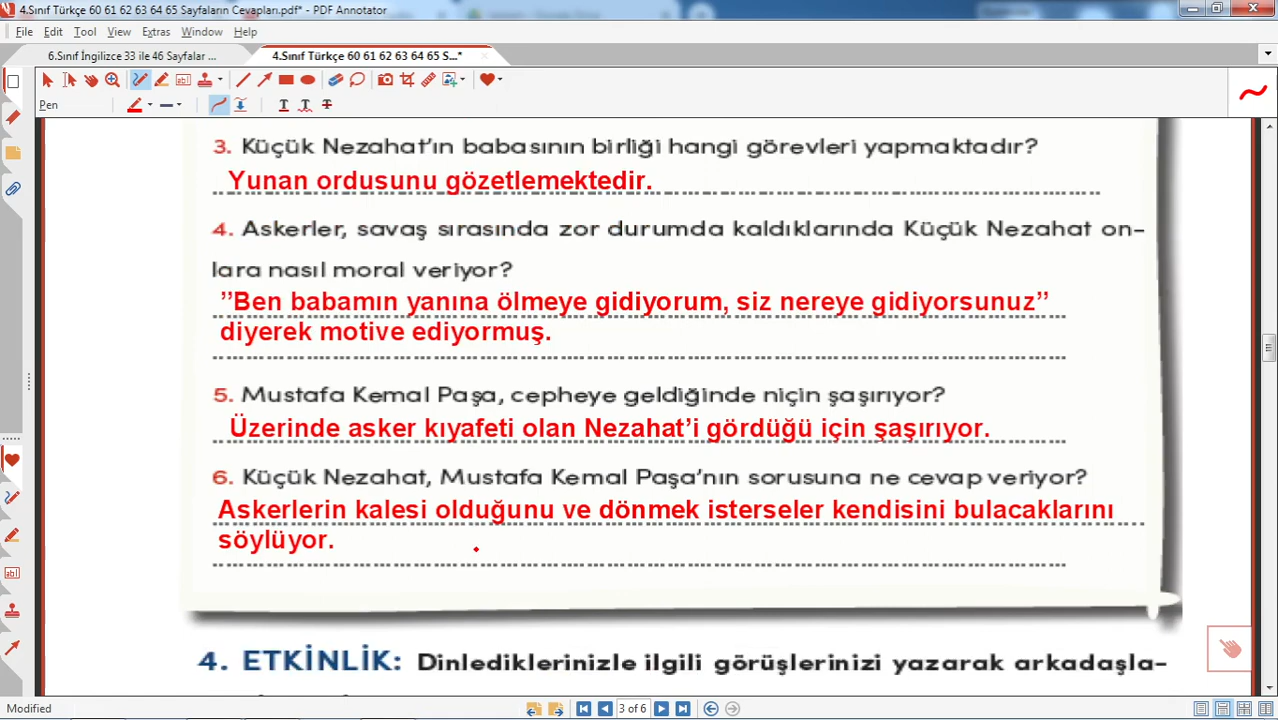 4.Sınıf Türkçe 60 61 62 63 64 65 Sayfaların Cevapları.pdf* - PDF Annotator
File Edit Tool View Extras Window Help
6.Sınıf İngilizce 33 ile 46 Sayfalar ... 4.Sınıf Türkçe 60 61 62 63 64 65 S...*
Pen
3. Küçük Nezahat'ın babasının birliği hangi görevleri yapmaktadır?
Yunan ordusunu gözetlemektedir.
4. Askerler, savaş sırasında zor durumda kaldıklarında Küçük Nezahat on-
lara nasıl moral veriyor?
”Ben babamın yanına ölmeye gidiyorum, siz nereye gidiyorsunuz”
diyerek motive ediyormuş.
5. Mustafa Kemal Paşa, cepheye geldiğinde niçin şaşırıyor?
Üzerinde asker kıyafeti olan Nezahat’i gördüğü için şaşırıyor.
6. Küçük Nezahat, Mustafa Kemal Paşa’nın sorusuna ne cevap veriyor?
Askerlerin kalesi olduğunu ve dönmek isterseler kendisini bulacaklarını
söylüyor.
4. ETKİNLİK: Dinlediklerinizle ilgili görüşlerinizi yazarak arkadaşla-
Modified 3 of 6